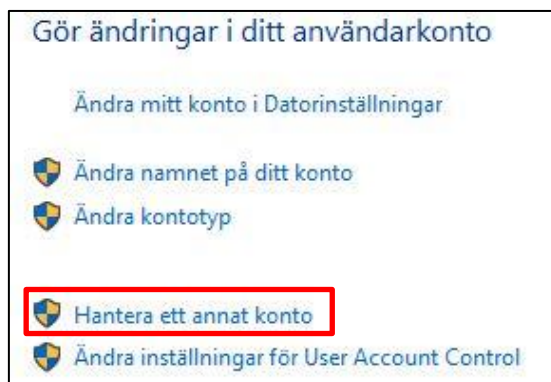 Gör ändringar i ditt användarkonto
Ändra mitt konto i Datorinställningar
Ändra namnet på ditt konto
Ändra kontotyp
Hantera ett annat konto
Ändra inställningar för User Account Control